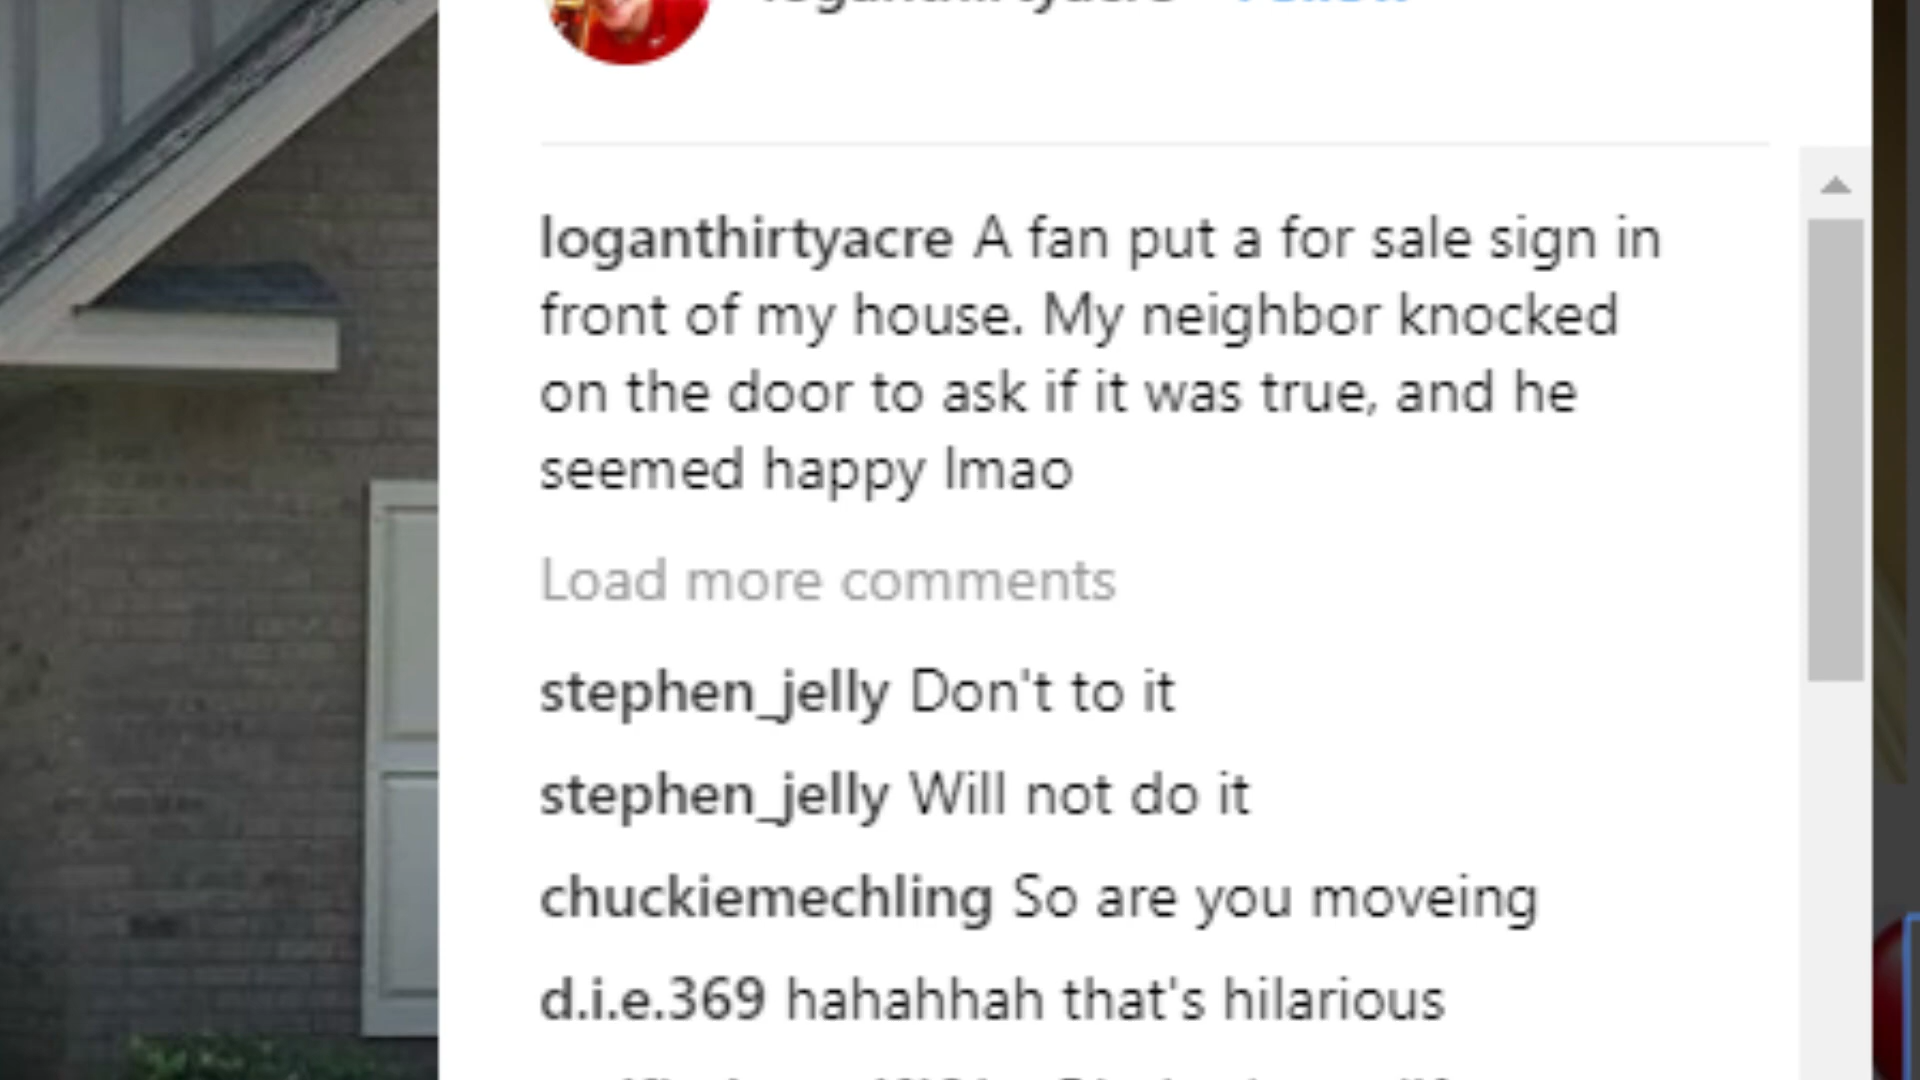 loganthirtyacre
loganthirtyacre A fan put a for sale sign in
front of my house. My neighbor knocked
on the door to ask if it was true, and he
seemed happy lmao
Load more comments
stephen_jelly Don't to it
stephen_jelly Will not do it
chuckiemechling So are you moveing
d.i.e.369 hahahhah that's hilarious